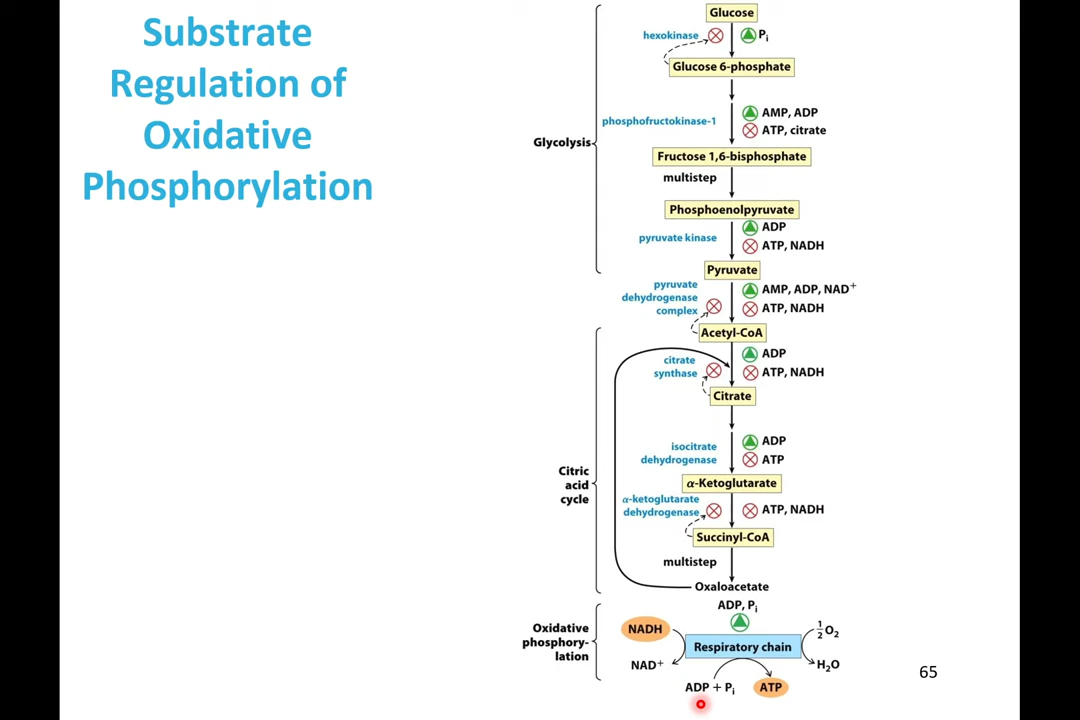 Substrate
Regulation of
Oxidative
Phosphorylation
Glucose
hexokinase
Pi
Glucose 6-phosphate
phosphofructokinase-1
AMP, ADP
ATP, citrate
Glycolysis
Fructose 1,6-bisphosphate
multistep
Phosphoenolpyruvate
pyruvate kinase
ADP
ATP, NADH
Pyruvate
pyruvate
dehydrogenase
complex
AMP, ADP, NAD+
ATP, NADH
Acetyl-CoA
citrate
synthase
ADP
ATP, NADH
Citrate
isocitrate
dehydrogenase
ADP
ATP
Citric
acid
cycle
α-Ketoglutarate
α-ketoglutarate
dehydrogenase
ATP, NADH
Succinyl-CoA
multistep
Oxaloacetate
ADP, Pi
Oxidative
phosphory-
lation
NADH
Respiratory chain
½O2
NAD+
H2O
ADP + Pi
ATP
65